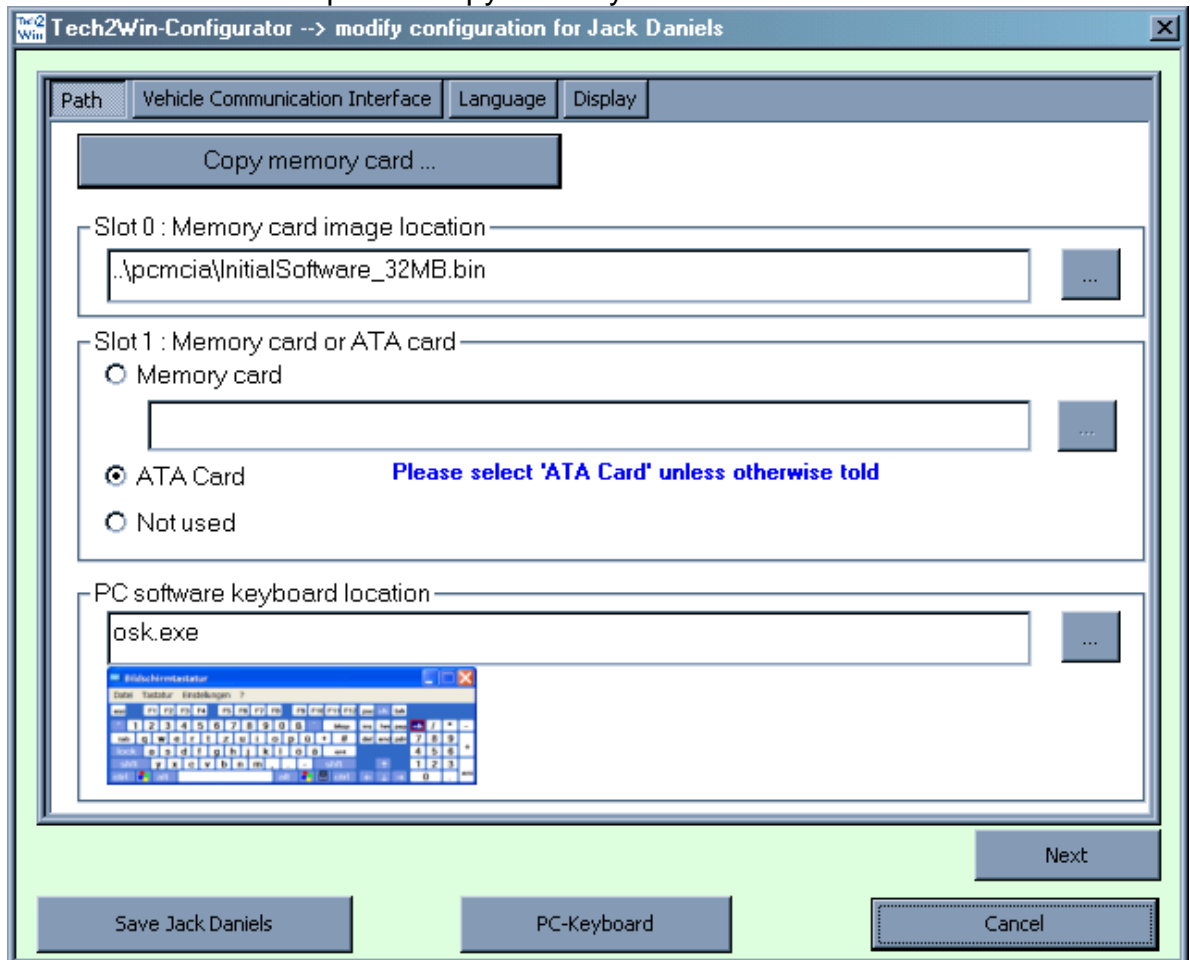 Tech2Win-Configurator --> modify configuration for Jack Daniels
Path Vehicle Communication Interface Language Display
Copy memory card ...
Slot 0 : Memory card image location
..\pcmcia\InitialSoftware_32MB.bin
...
Slot 1 : Memory card or ATA card
Memory card
...
ATA Card Please select 'ATA Card' unless otherwise told
Not used
PC software keyboard location
osk.exe
...
Bildschirmtastatur
Datei Tastatur Einstellungen ?
Next
Save Jack Daniels PC-Keyboard Cancel